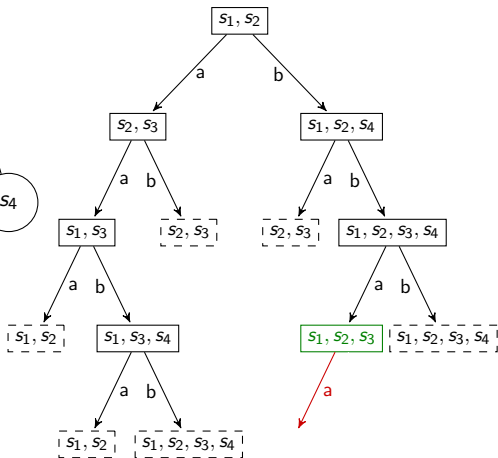 s₁, s₂
a b
s₂, s₃ s₁, s₂, s₄
a b a b
s₄
s₁, s₃ s₂, s₃ s₂, s₃ s₁, s₂, s₃, s₄
a b a b
s₁, s₂ s₁, s₃, s₄ s₁, s₂, s₃ s₁, s₂, s₃, s₄
a b a
s₁, s₂ s₁, s₂, s₃, s₄